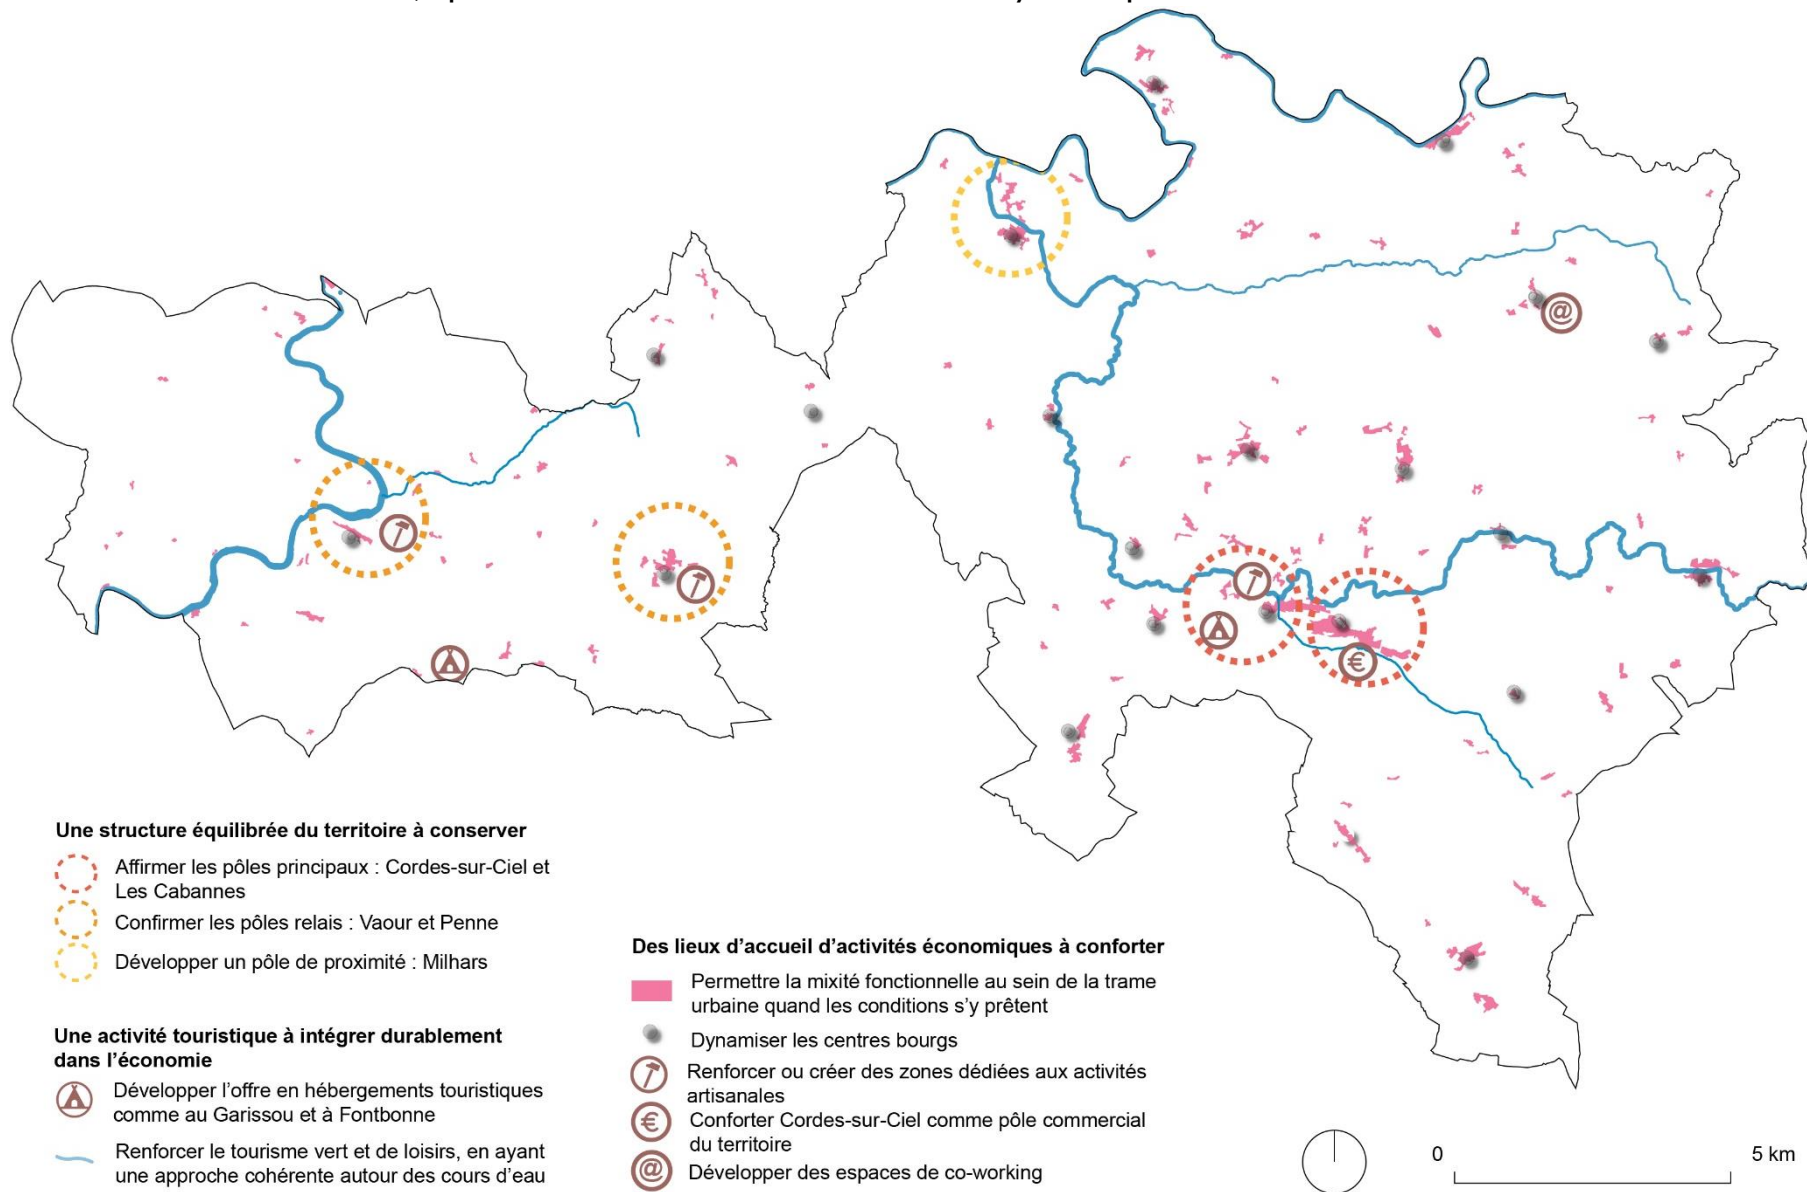 Une structure équilibrée du territoire à conserver
Affirmer les pôles principaux : Cordes-sur-Ciel et
Les Cabannes
Confirmer les pôles relais : Vaour et Penne
Développer un pôle de proximité : Milhars
Une activité touristique à intégrer durablement
dans l'économie
Développer l'offre en hébergements touristiques
comme au Garissou et à Fontbonne
Renforcer le tourisme vert et de loisirs, en ayant
une approche cohérente autour des cours d'eau
Des lieux d'accueil d'activités économiques à conforter
Permettre la mixité fonctionnelle au sein de la trame
urbaine quand les conditions s'y prêtent
Dynamiser les centres bourgs
Renforcer ou créer des zones dédiées aux activités
artisanales
€ Conforter Cordes-sur-Ciel comme pôle commercial
du territoire
@ Développer des espaces de co-working
0 5 km
@
€